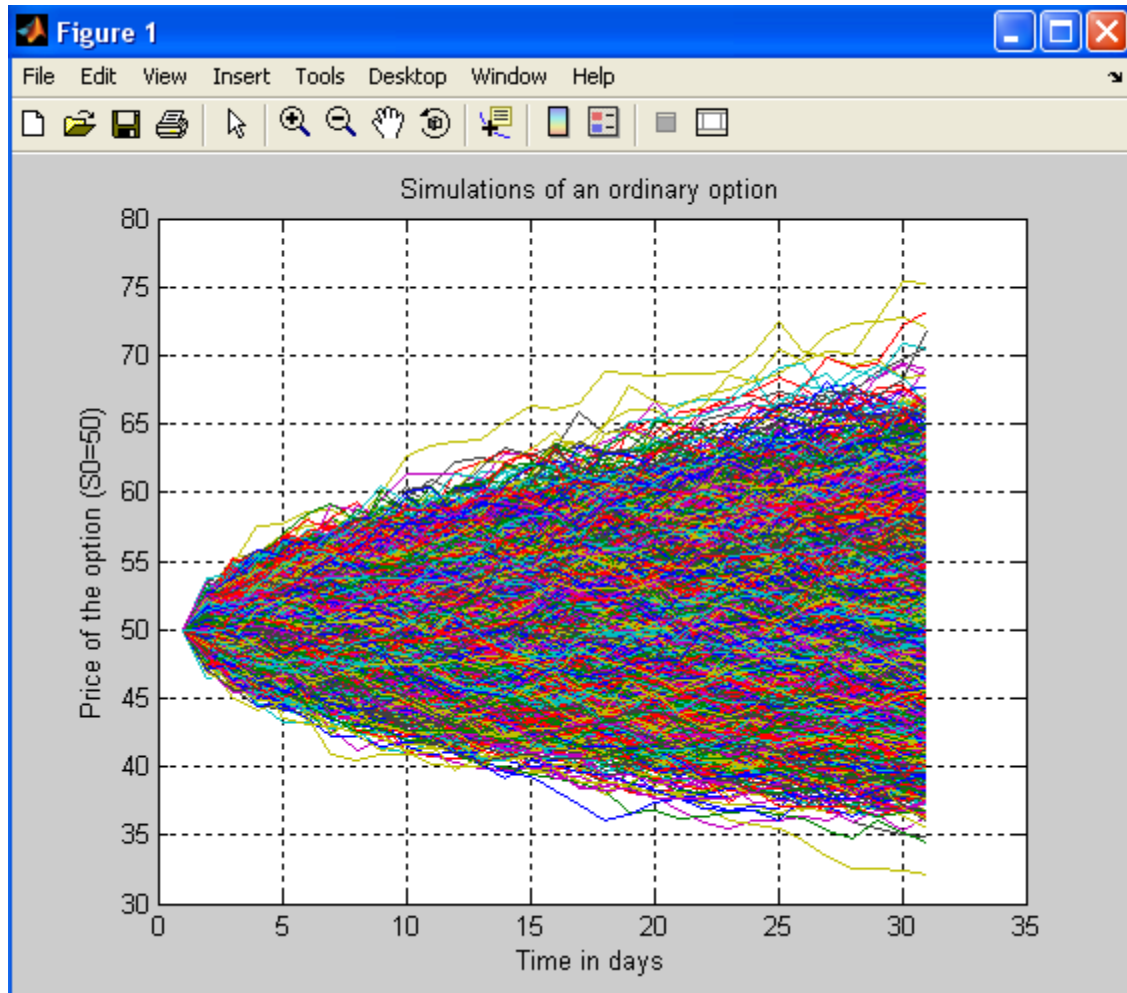 Figure 1
File Edit View Insert Tools Desktop Window Help
Simulations of an ordinary option
80
75
70
65
60
55
50
45
40
35
30
Price of the option (S0=50)
0 5 10 15 20 25 30 35
Time in days